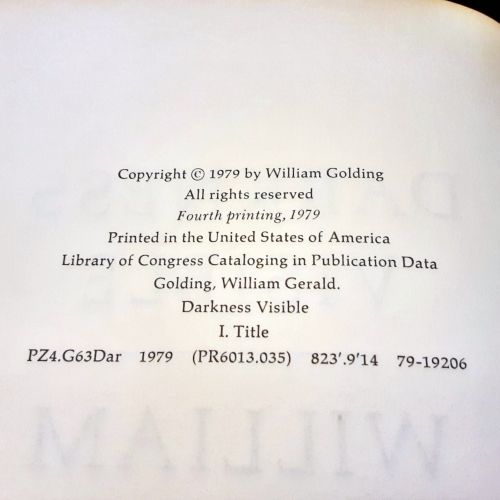 Copyright © 1979 by William Golding
All rights reserved
Fourth printing, 1979
Printed in the United States of America
Library of Congress Cataloging in Publication Data
Golding, William Gerald.
Darkness Visible
I. Title
PZ4.G63Dar 1979 (PR6013.035) 823'.9'14 79-19206
WILLIAM